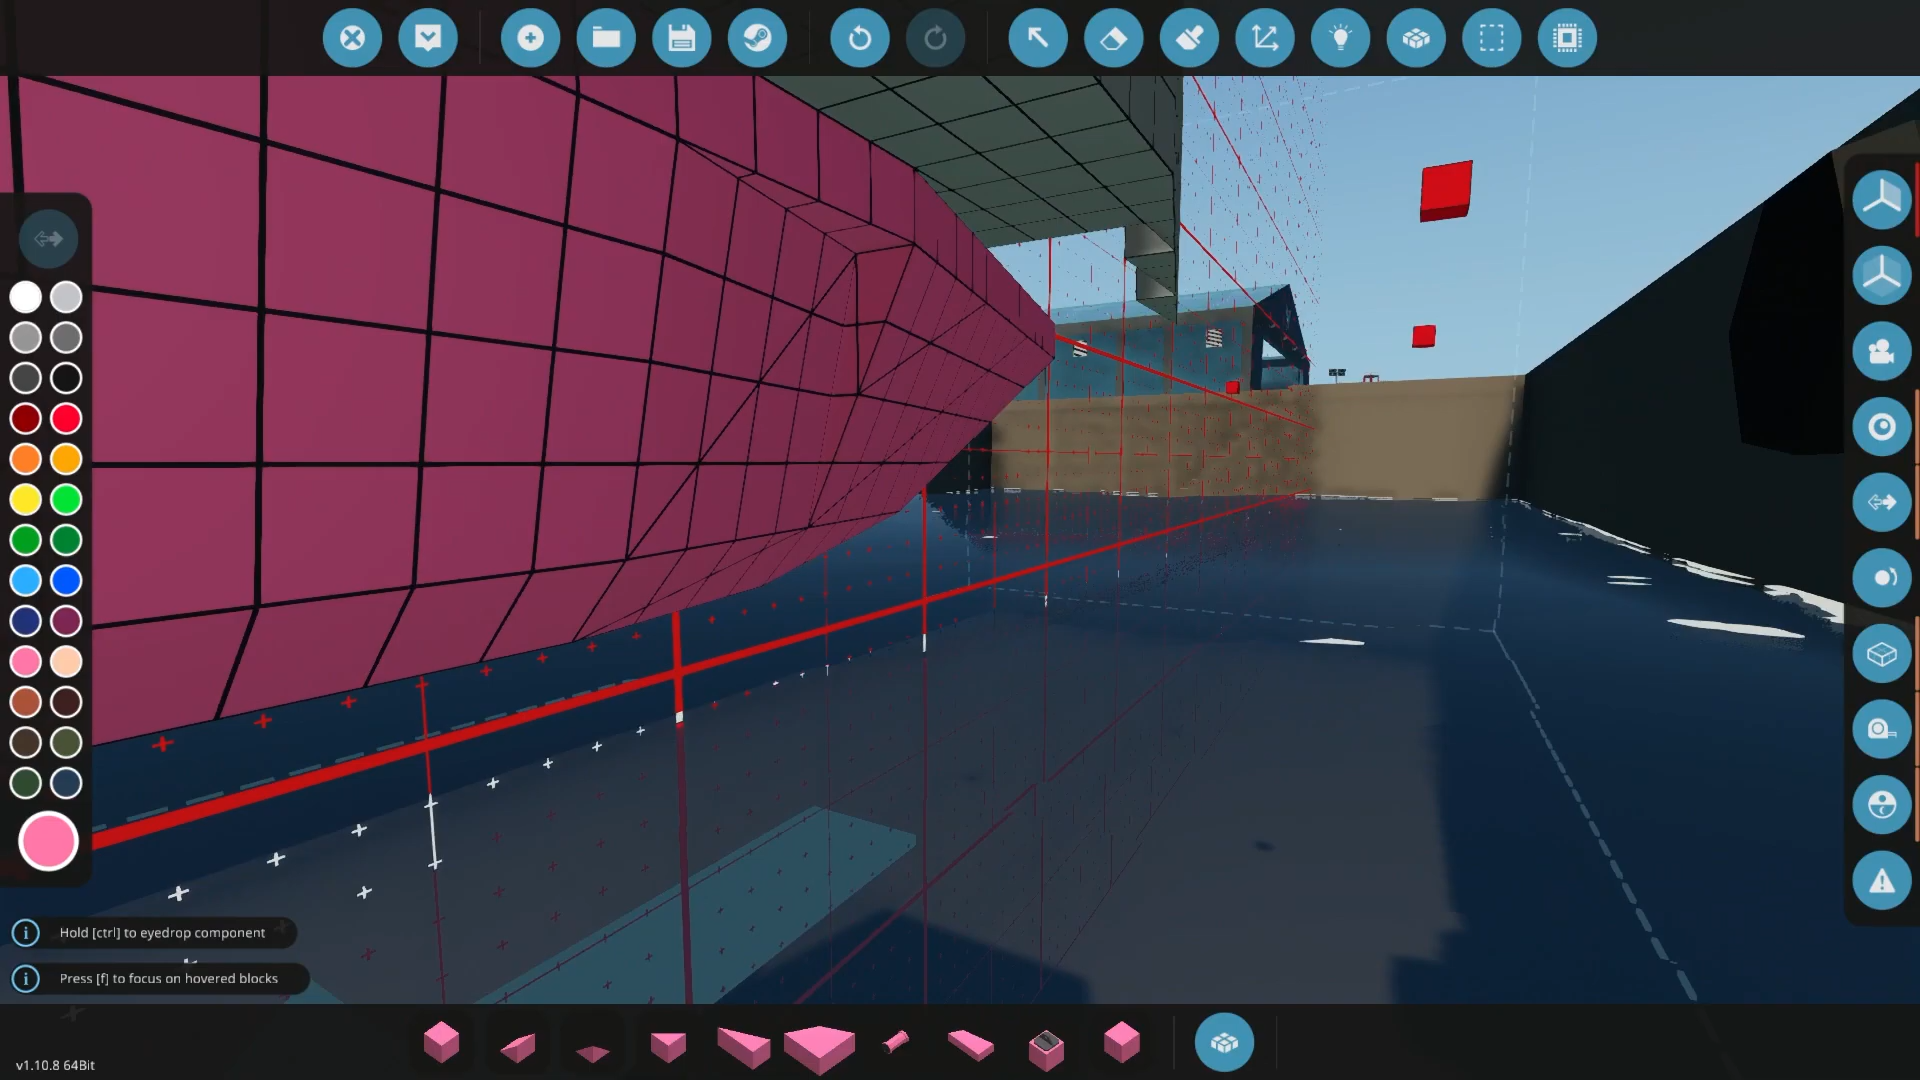 Hold [ctrl] to eyedrop component
Press [f] to focus on hovered blocks
v1.10.8 64Bit